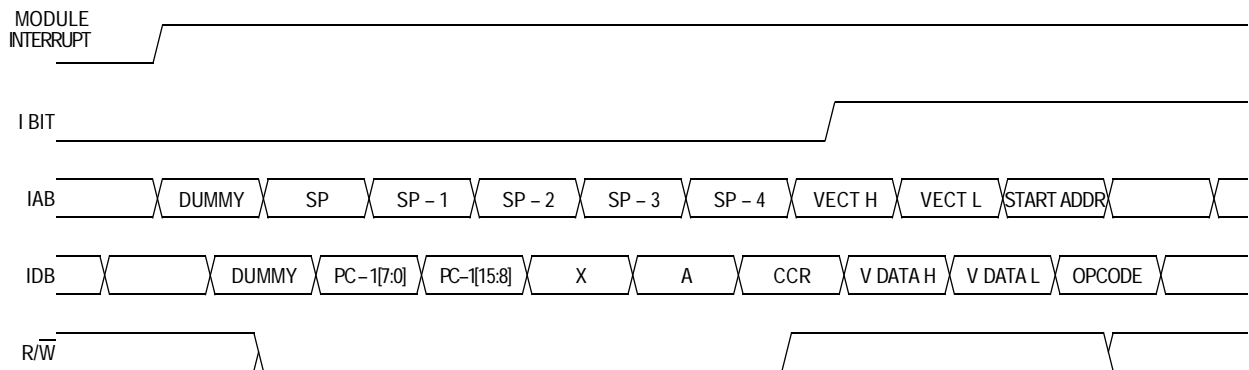 MODULE
INTERRUPT
I BIT
IAB DUMMY SP SP – 1 SP – 2 SP – 3 SP – 4 VECT H VECT L START ADDR
IDB DUMMY PC – 1[7:0] PC–1[15:8] X A CCR V DATA H V DATA L OPCODE
R/W̅